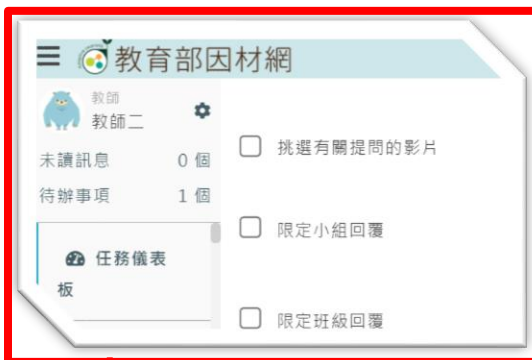 教育部因材網
教師
教師二
未讀訊息 0 個
待辦事項 1 個
任務儀表
板
挑選有關提問的影片
限定小組回覆
限定班級回覆